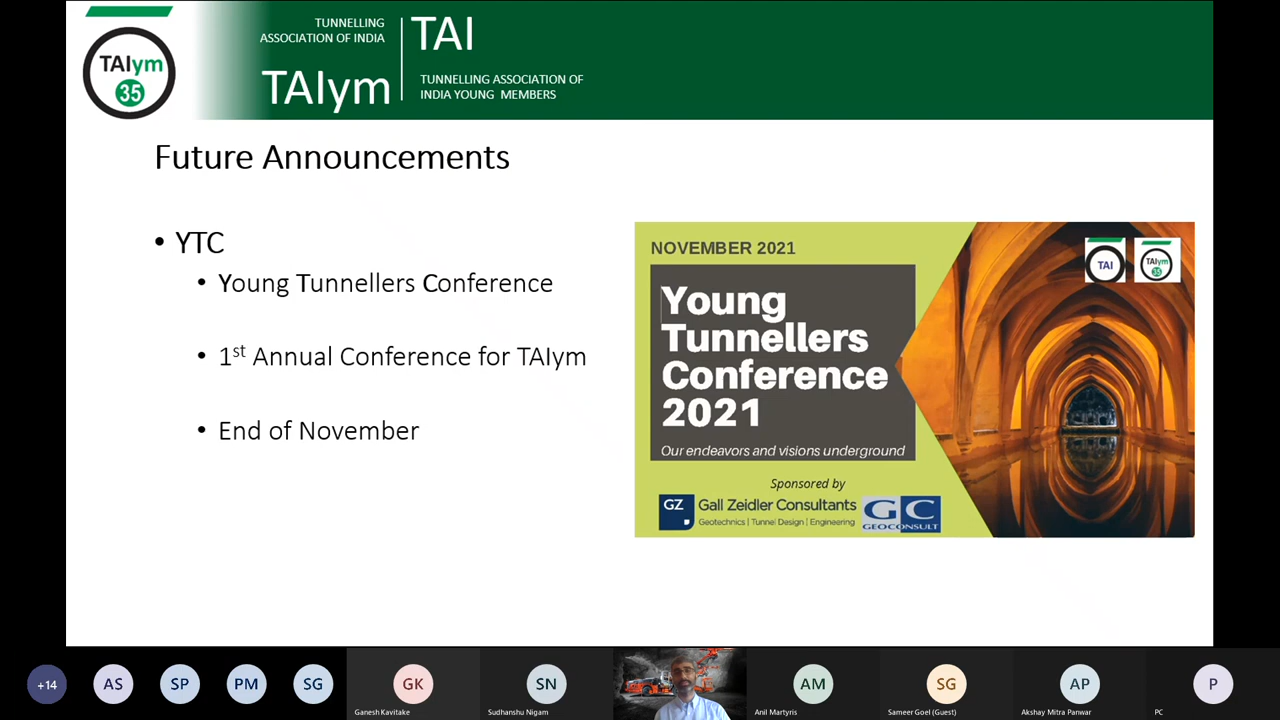 TAIym
35
TUNNELLING
ASSOCIATION OF INDIA
TAI
TAIym
TUNNELLING ASSOCIATION OF
INDIA YOUNG MEMBERS
Future Announcements
• YTC
• Young Tunnellers Conference
• 1st Annual Conference for TAIym
• End of November
NOVEMBER 2021
TAI
TAIym
35
Young
Tunnellers
Conference
2021
Our endeavors and visions underground
Sponsored by
GZ
Gall Zeidler Consultants
Geotechnics | Tunnel Design | Engineering
GC
GEOCONSULT
+14
AS
SP
PM
SG
GK
Ganesh Kavitake
SN
Sudhanshu Nigam
AM
Anil Martyris
SG
Sameer Goel (Guest)
AP
Akshay Mitra Panwar
P
PC